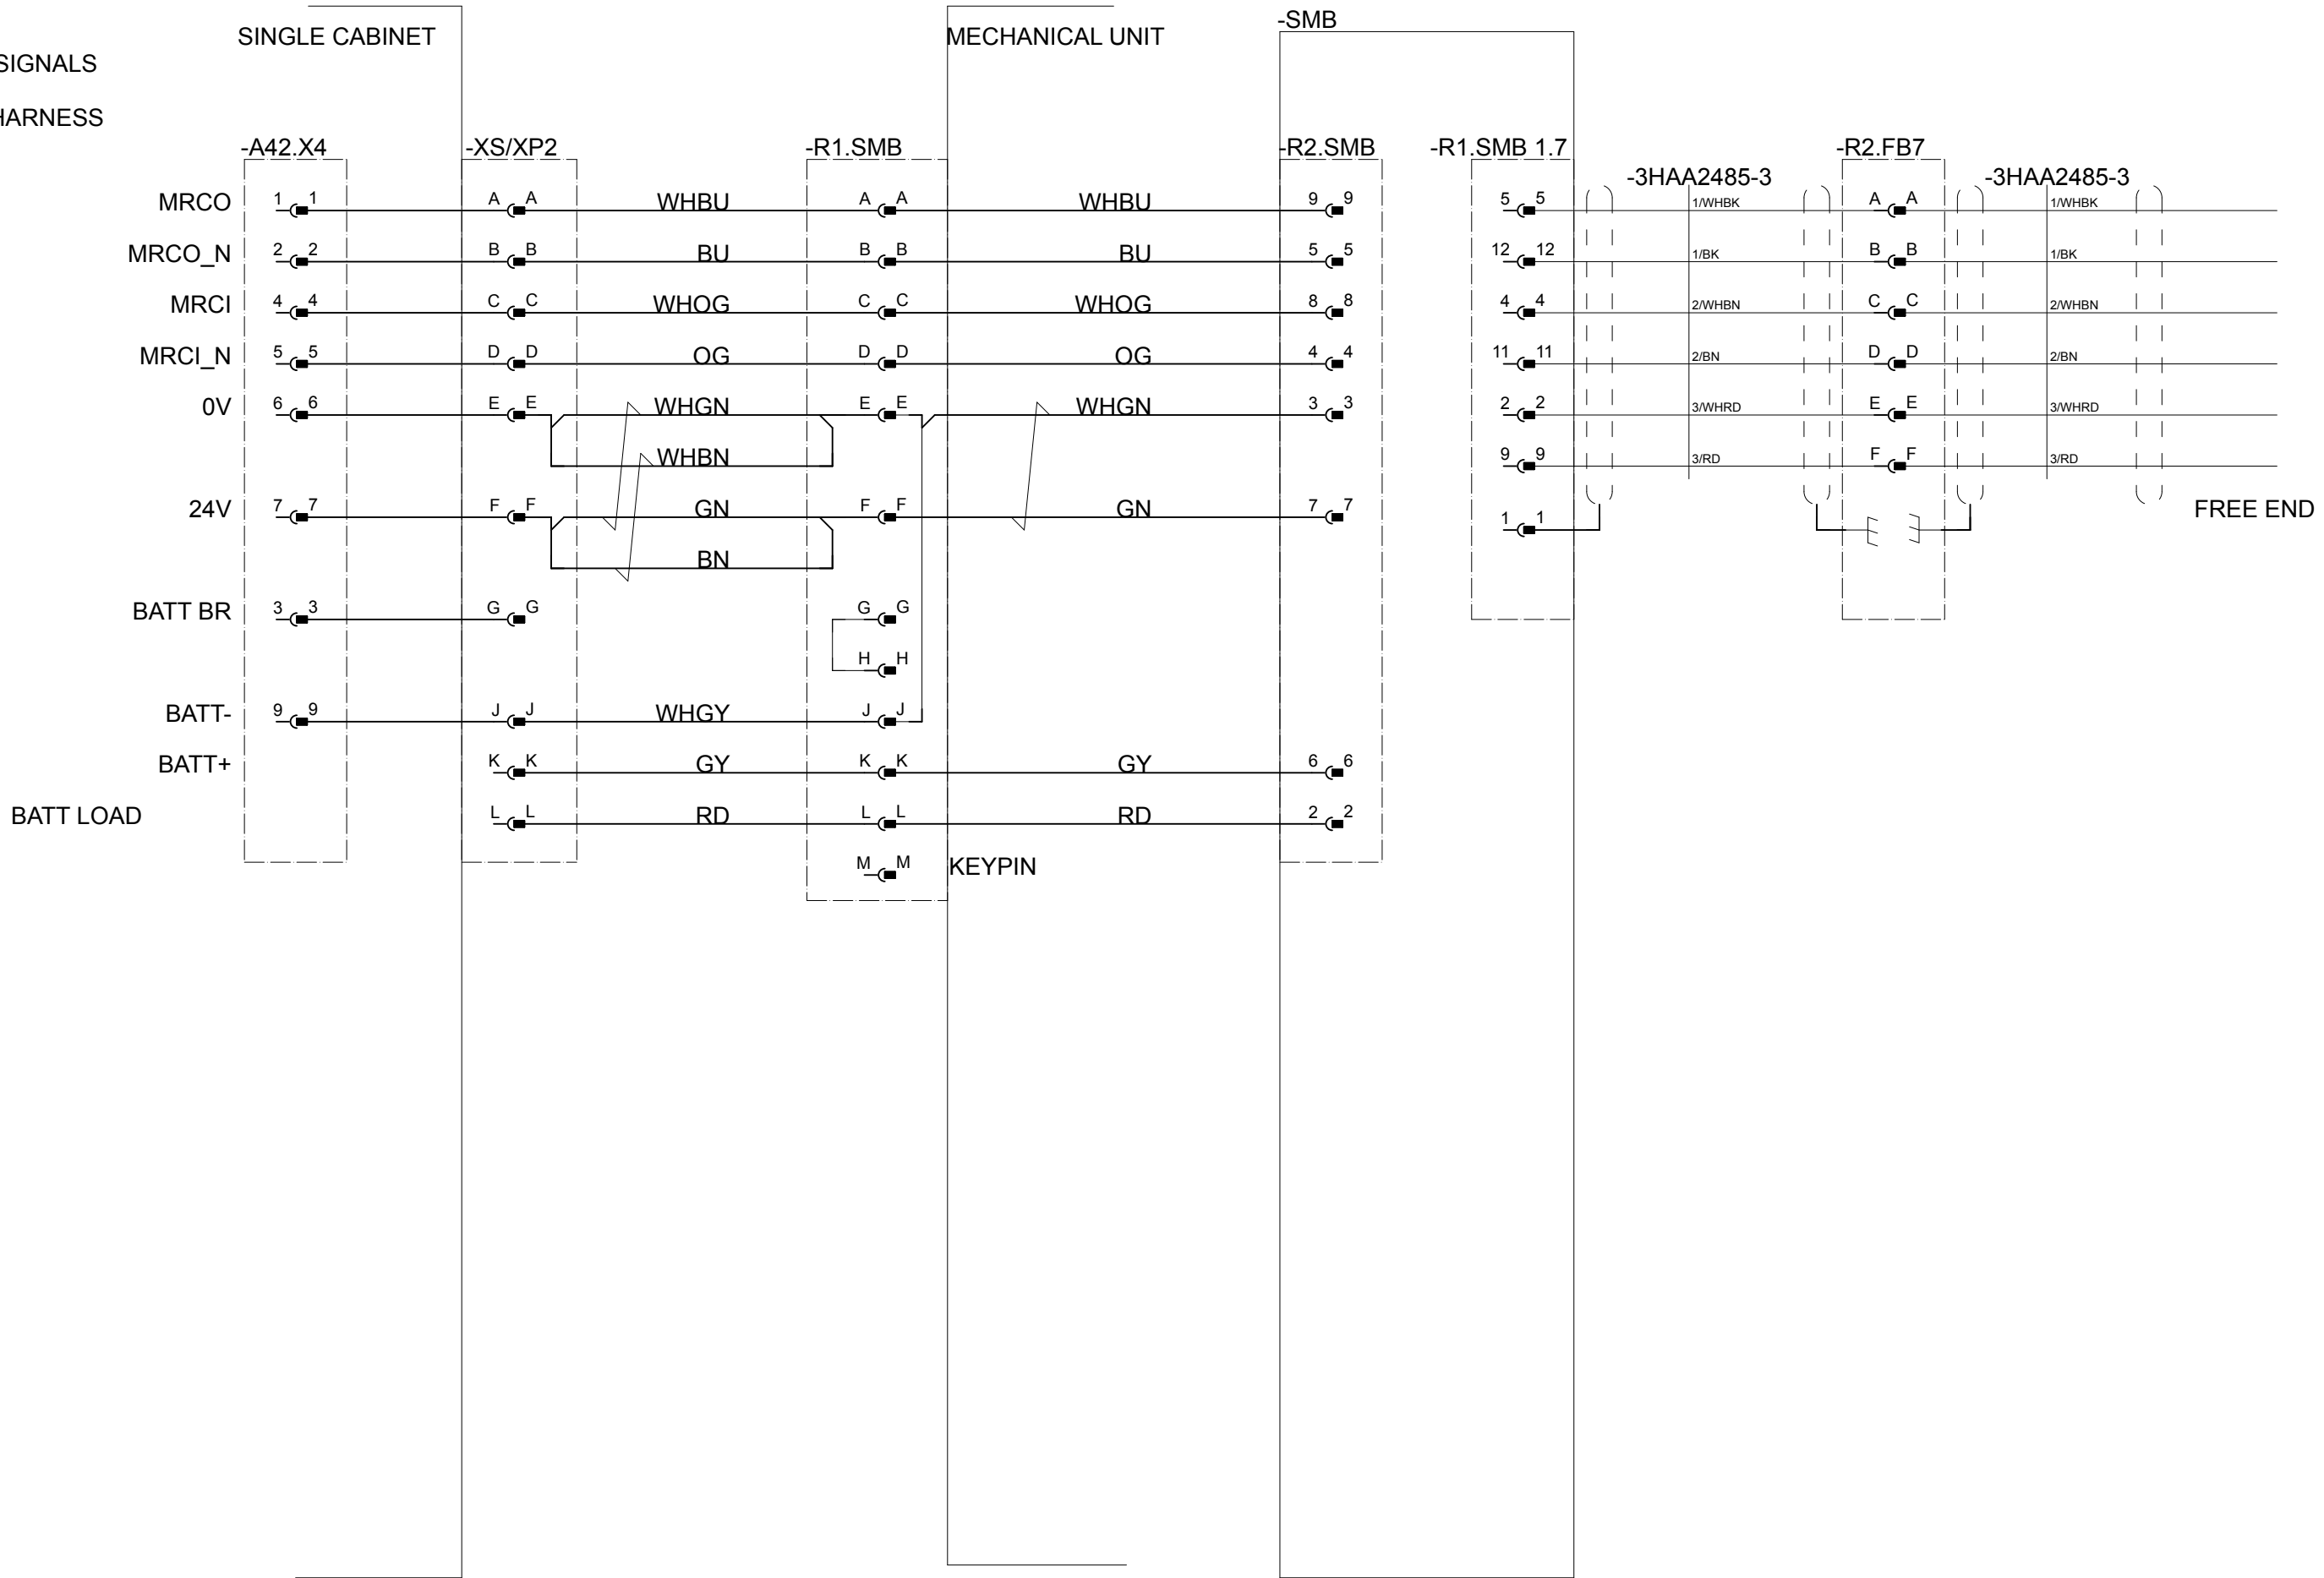 -SMB
SINGLE CABINET MECHANICAL UNIT
SIGNALS
HARNESS
-A42.X4 -XS/XP2 -R1.SMB -R2.SMB -R1.SMB 1.7 -R2.FB7
-3HAA2485-3 -3HAA2485-3
MRCO 1 1 A A WHBU A A WHBU 9 9 5 5 1/WHBK A A 1/WHBK
MRCO_N 2 2 B B BU B B BU 5 5 12 12 1/BK B B 1/BK
MRCI 4 4 C C WHOG C C WHOG 8 8 4 4 2/WHBN C C 2/WHBN
MRCI_N 5 5 D D OG D D OG 4 4 11 11 2/BN D D 2/BN
0V 6 6 E E WHGN E E WHGN 3 3 2 2 3/WHRD E E 3/WHRD
WHBN 9 9 3/RD F F 3/RD
24V 7 7 F F GN F F GN 7 7 1 1 FREE END
BN
BATT BR 3 3 G G G G
H H
BATT- 9 9 J J WHGY J J
BATT+ K K GY K K GY 6 6
BATT LOAD L L RD L L RD 2 2
M M KEYPIN